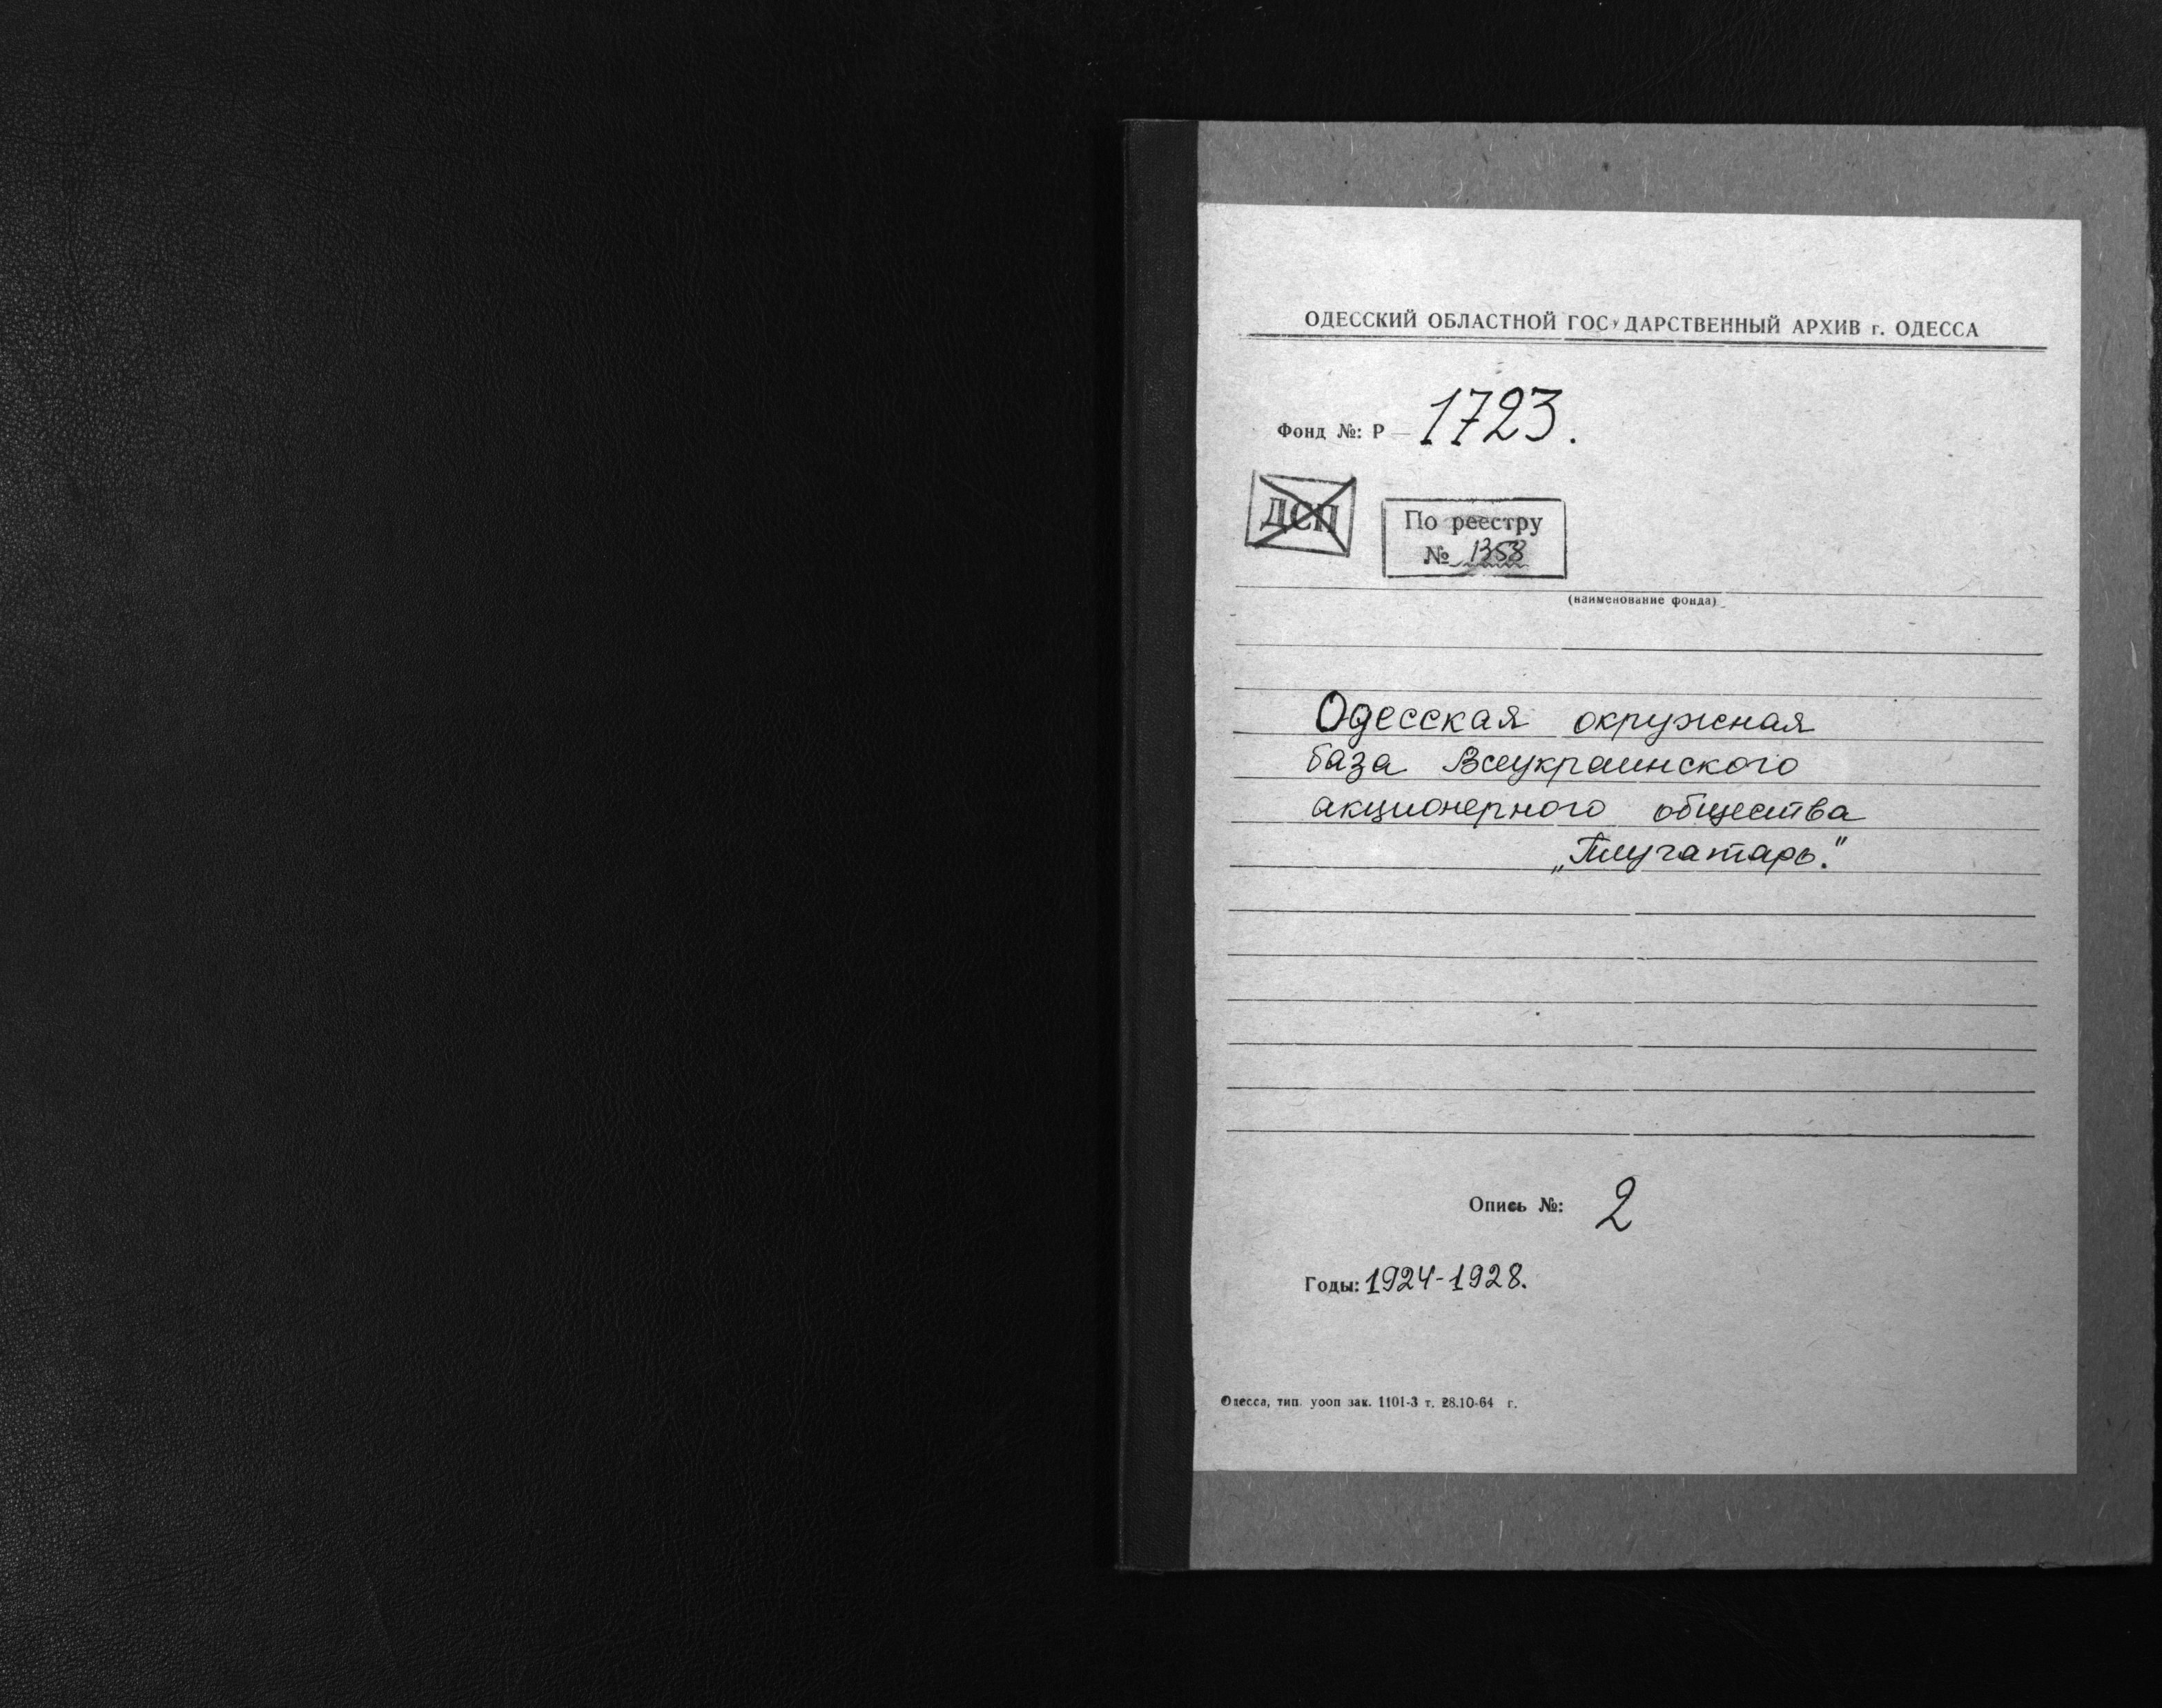 ОДЕССКИЙ ОБЛАСТНОЙ ГОСУДАРСТВЕННЫЙ АРХИВ г. ОДЕССА
Фонд №: Р — 1723.
ДСП
По реестру
№ 1358
(наименование фонда)
Одесская окружная
база Всеукраинского
акционерного общества
„Плугатарь."
Опись №: 2
Годы: 1924-1928.
Одесса, тип. уооп зак. 1101-3 т. 28.10-64 г.